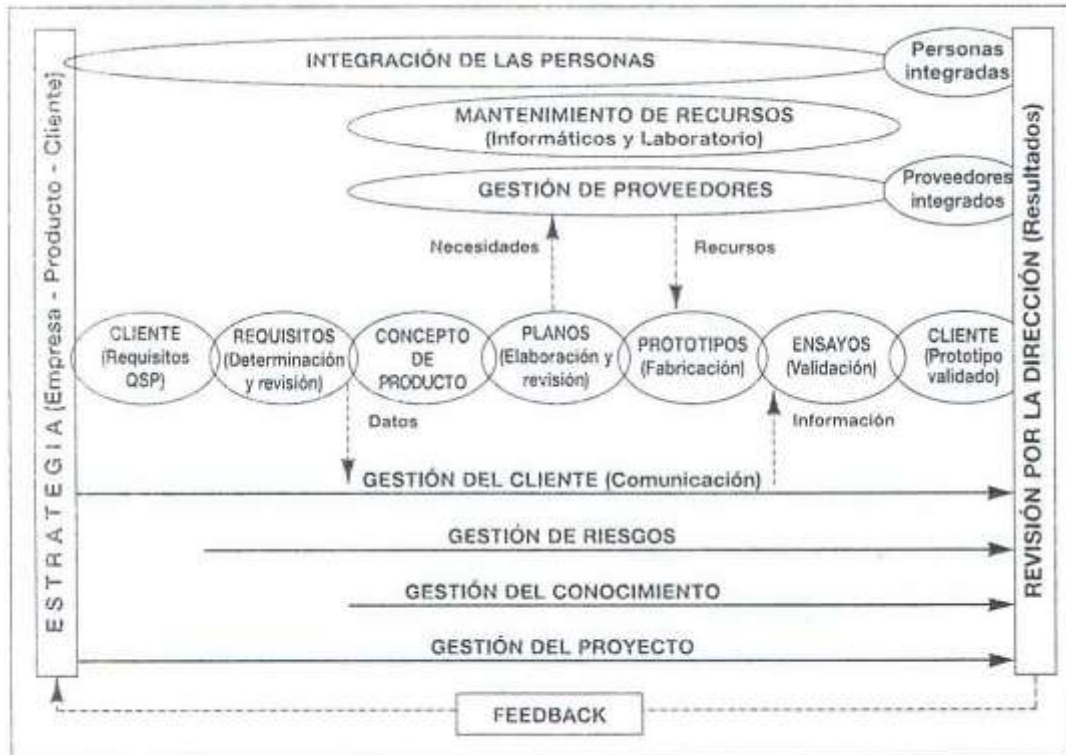 INTEGRACIÓN DE LAS PERSONAS
Personas
integradas
MANTENIMIENTO DE RECURSOS
(Informáticos y Laboratorio)
GESTIÓN DE PROVEEDORES
Proveedores
integrados
Necesidades
Recursos
CLIENTE
(Requisitos
QSP)
REQUISITOS
(Determinación
y revisión)
CONCEPTO
DE
PRODUCTO
PLANOS
(Elaboración y
revisión)
PROTOTIPOS
(Fabricación)
ENSAYOS
(Validación)
CLIENTE
(Prototipo
validado)
Datos
Información
GESTIÓN DEL CLIENTE (Comunicación)
GESTIÓN DE RIESGOS
GESTIÓN DEL CONOCIMIENTO
GESTIÓN DEL PROYECTO
FEEDBACK
ESTRATEGIA (Empresa - Producto - Cliente)
REVISIÓN POR LA DIRECCIÓN (Resultados)